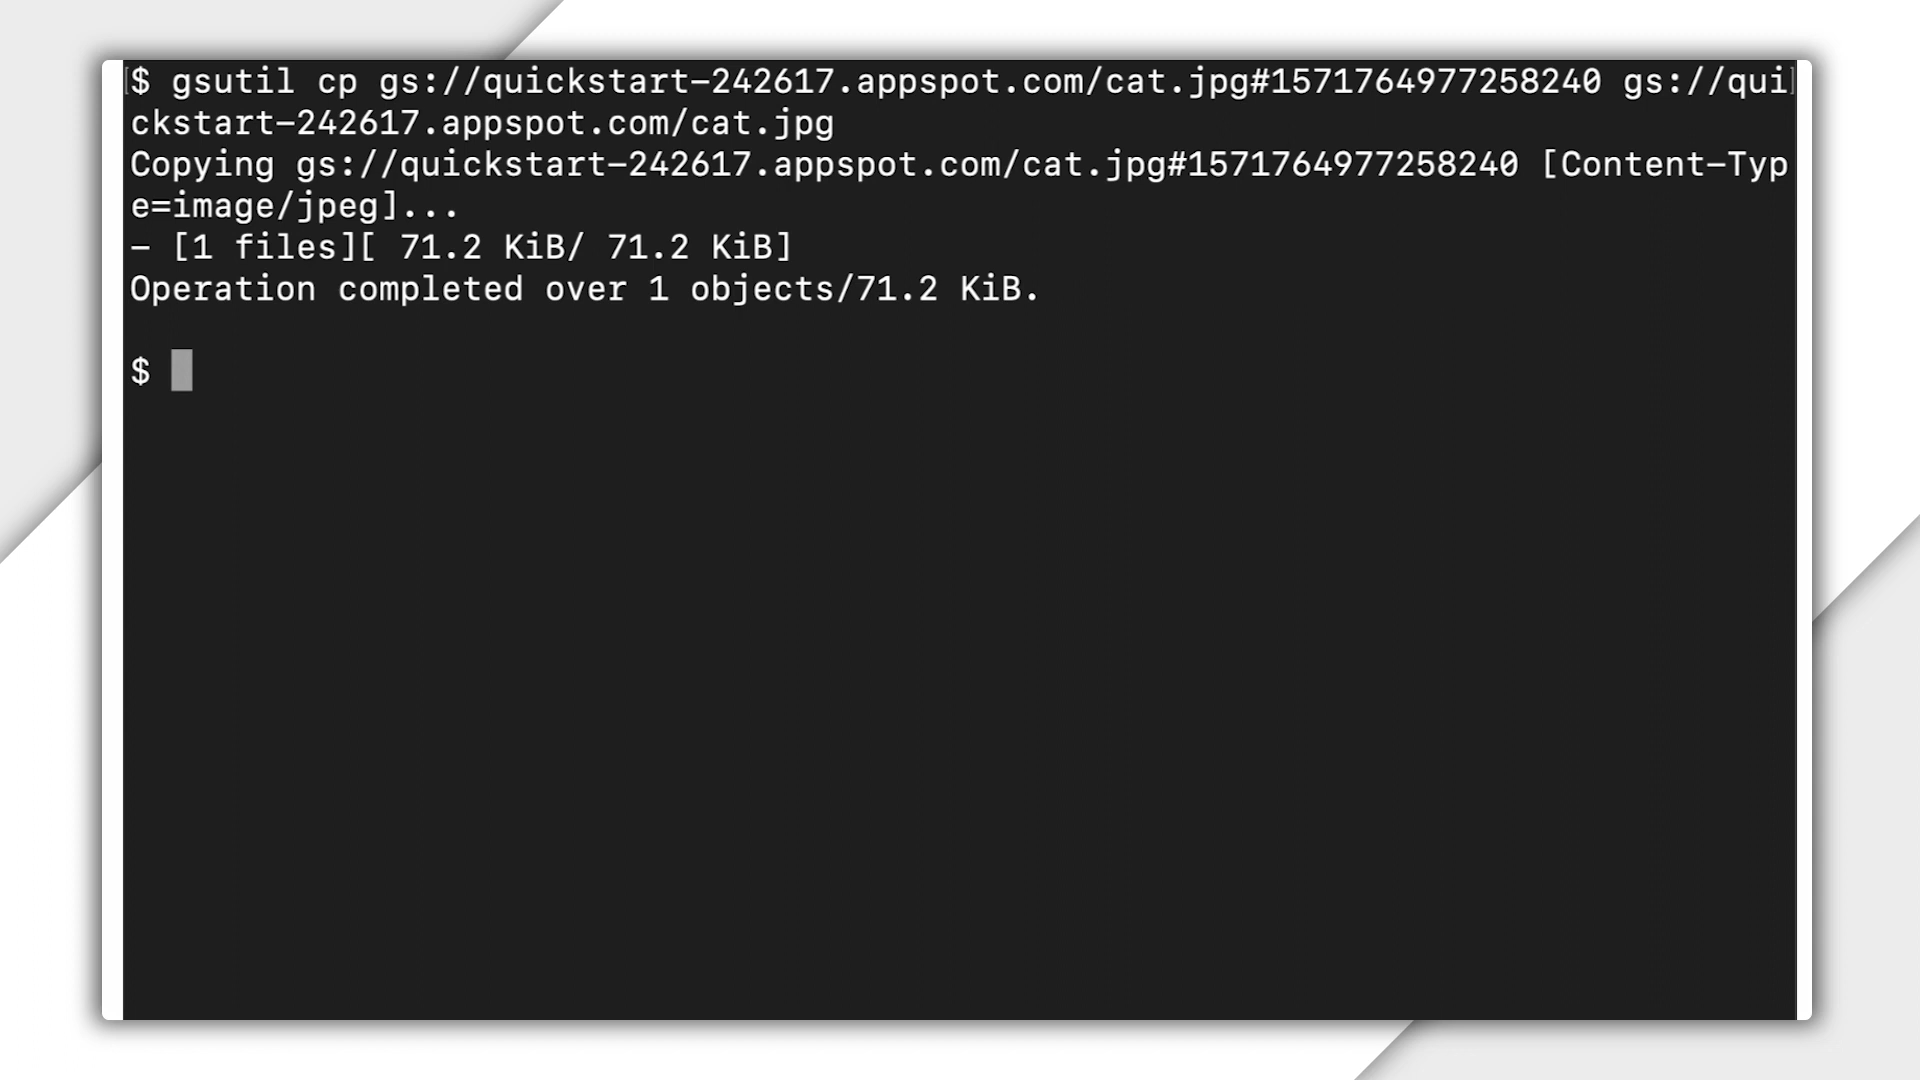 $ gsutil cp gs://quickstart-242617.appspot.com/cat.jpg#1571764977258240 gs://qui
ckstart-242617.appspot.com/cat.jpg
Copying gs://quickstart-242617.appspot.com/cat.jpg#1571764977258240 [Content-Typ
e=image/jpeg]...
- [1 files][ 71.2 KiB/ 71.2 KiB]
Operation completed over 1 objects/71.2 KiB.
$